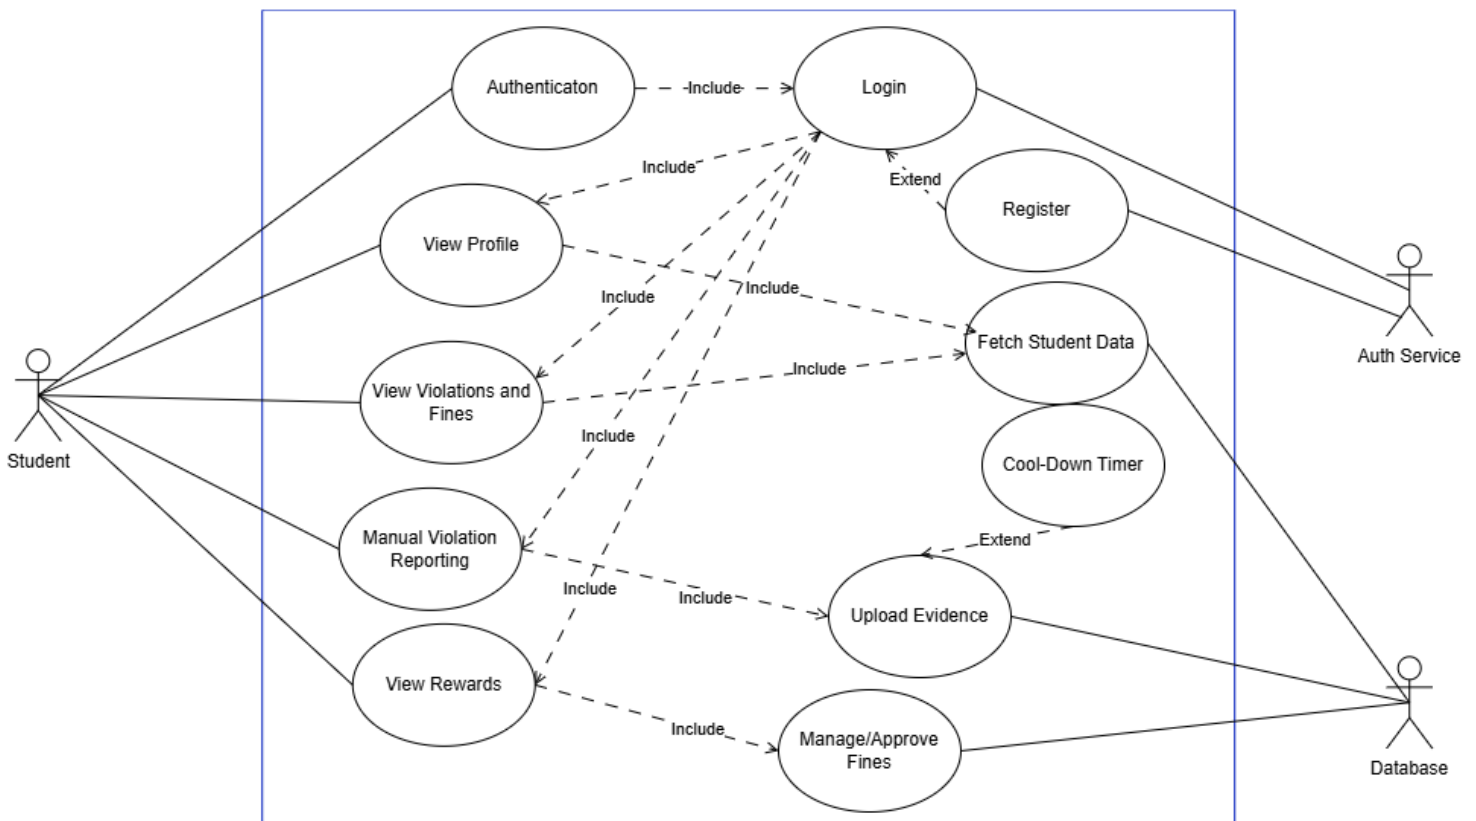 Authenticaton
Include
Login
Include
Extend
Register
View Profile
Include
Include
Fetch Student Data
Auth Service
Include
View Violations and
Fines
Student
Include
Cool-Down Timer
Manual Violation
Reporting
Extend
Include
Include
Upload Evidence
View Rewards
Include
Manage/Approve
Fines
Database